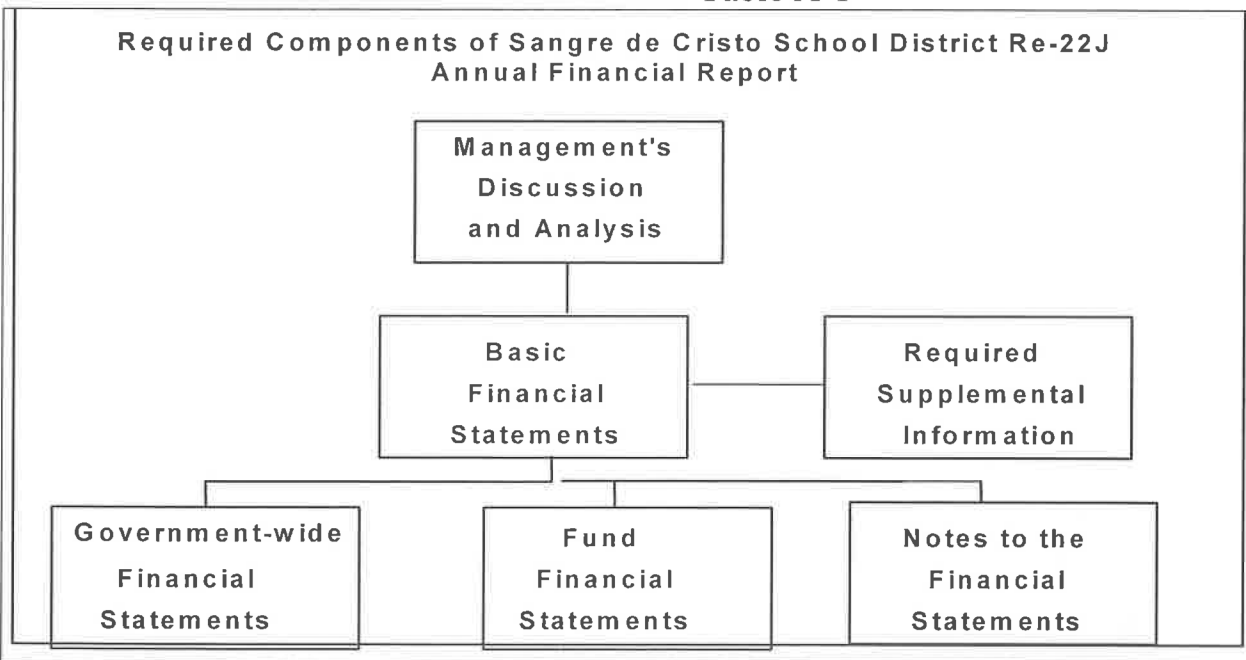 Required Components of Sangre de Cristo School District Re-22J
Annual Financial Report
Management's
Discussion
and Analysis
Basic
Financial
Statements
Required
Supplemental
Information
Government-wide
Financial
Statements
Fund
Financial
Statements
Notes to the
Financial
Statements